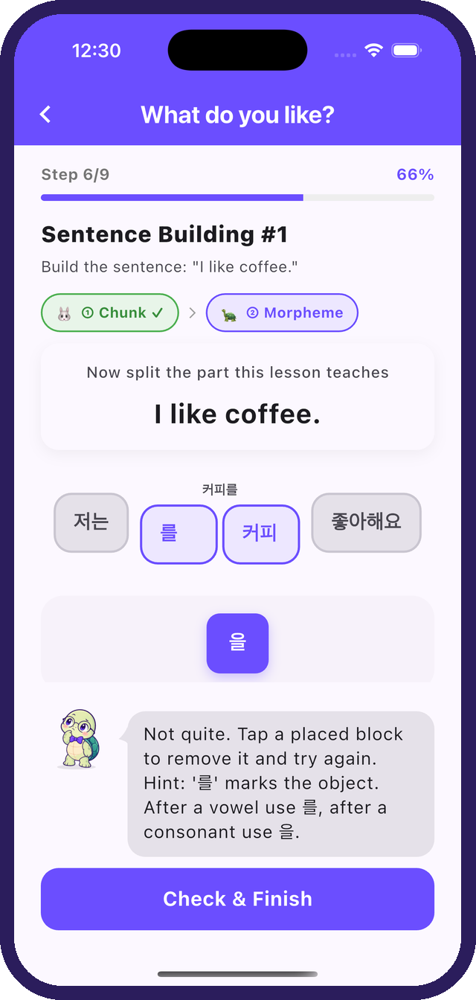 12:30
What do you like?
Step 6/9
66%
Sentence Building #1
Build the sentence: "I like coffee."
① Chunk ✓
② Morpheme
Now split the part this lesson teaches
I like coffee.
커피를
저는
를
커피
좋아해요
을
Not quite. Tap a placed block
to remove it and try again.
Hint: '를' marks the object.
After a vowel use 를, after a
consonant use 을.
Check & Finish